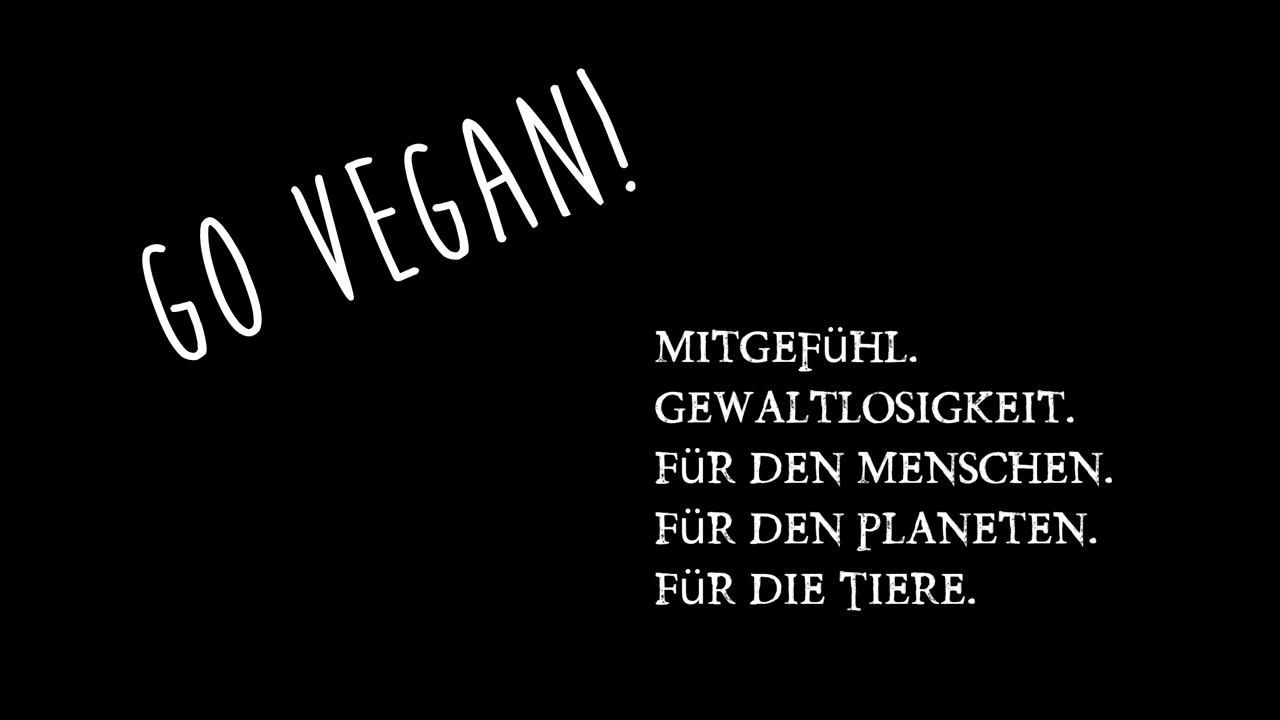 GO VEGAN!
MITGEFÜHL.
GEWALTLOSIGKEIT.
FÜR DEN MENSCHEN.
FÜR DEN PLANETEN.
FÜR DIE TIERE.